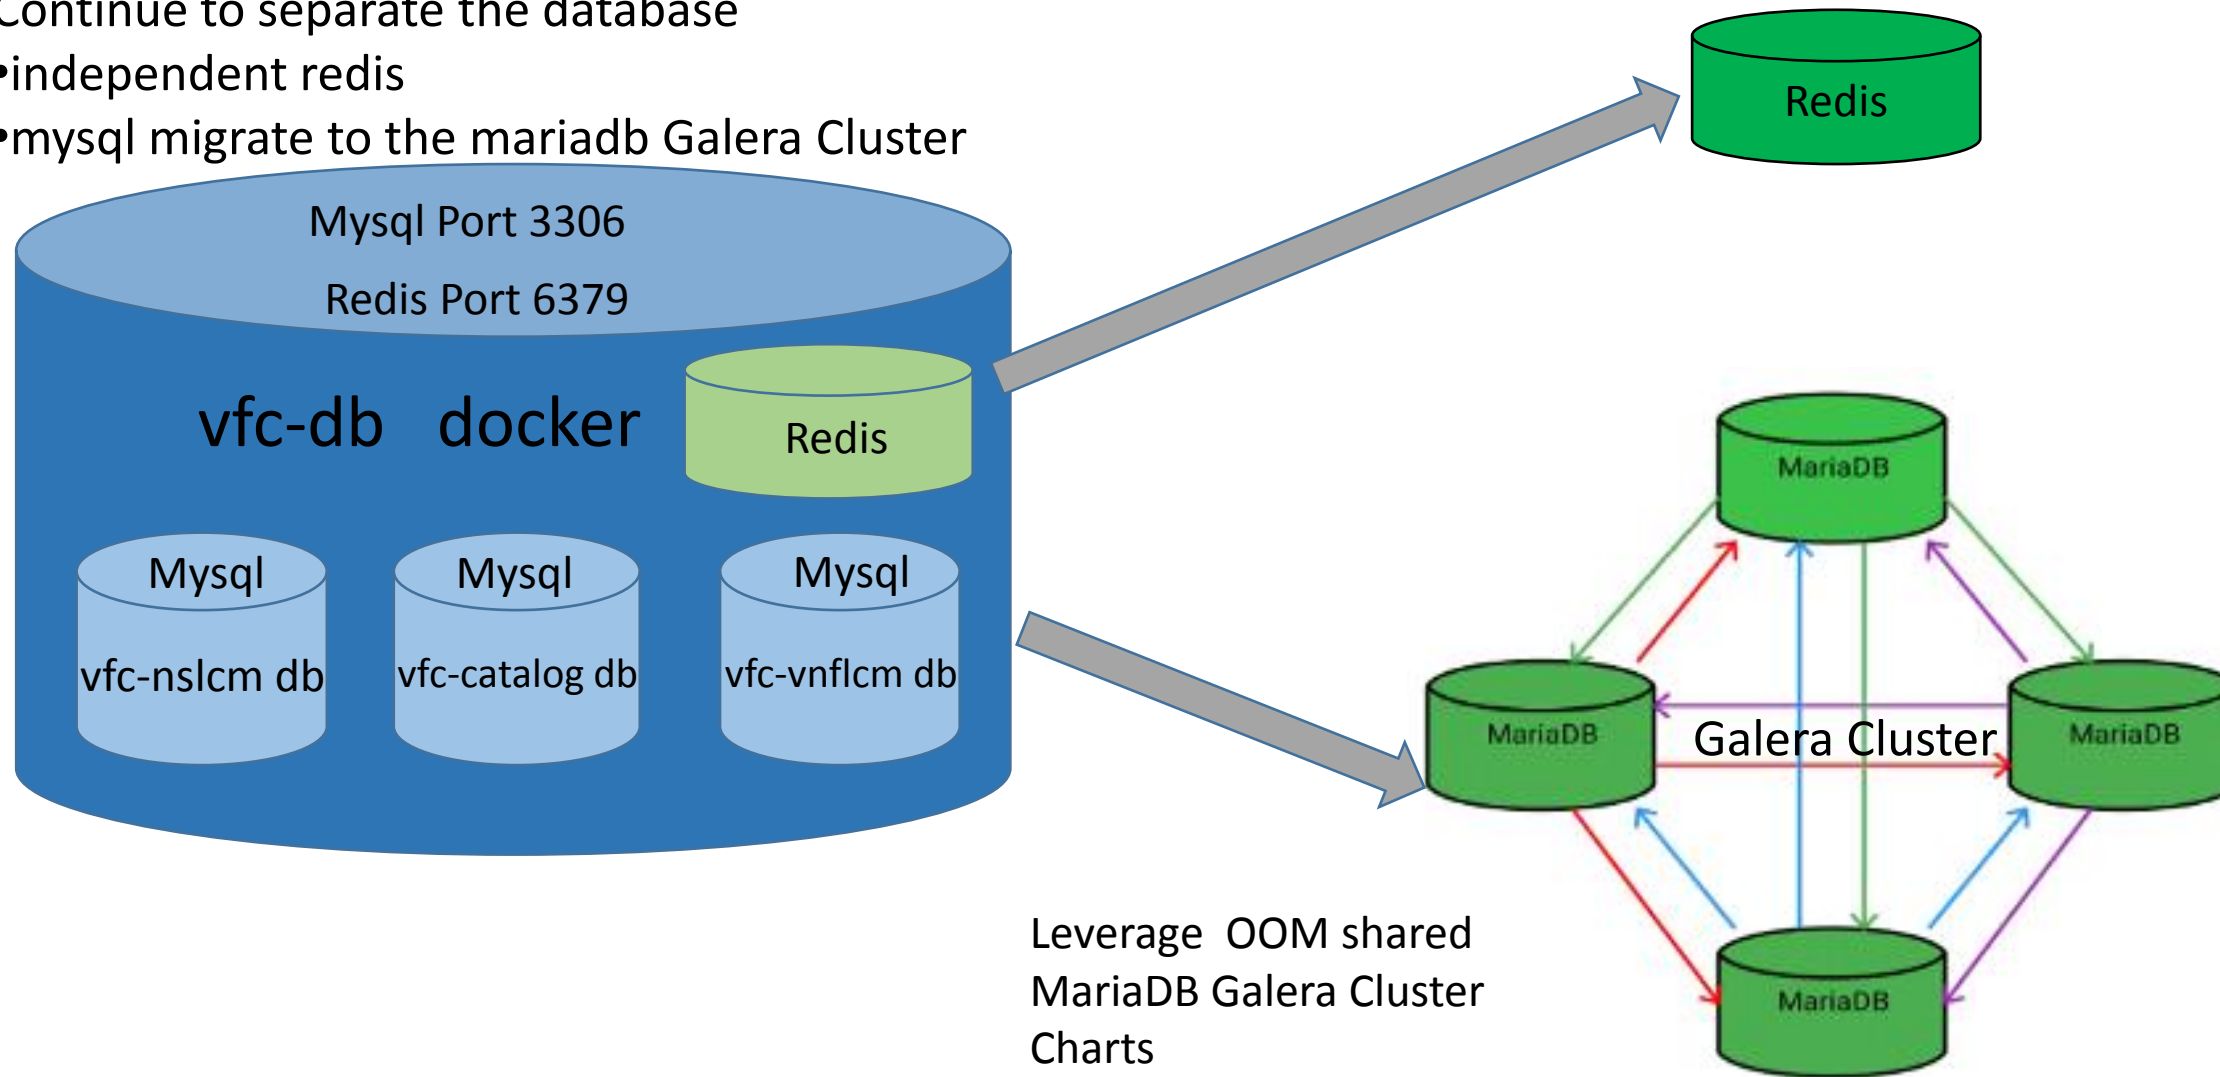 Continue to separate the database
•independent redis
•mysql migrate to the mariadb Galera Cluster
Redis
Mysql Port 3306
Redis Port 6379
vfc-db docker
Redis
Mysql
Mysql
Mysql
vfc-nslcm db
vfc-catalog db
vfc-vnflcm db
MariaDB
MariaDB
Galera Cluster
MariaDB
MariaDB
Leverage OOM shared
MariaDB Galera Cluster
Charts